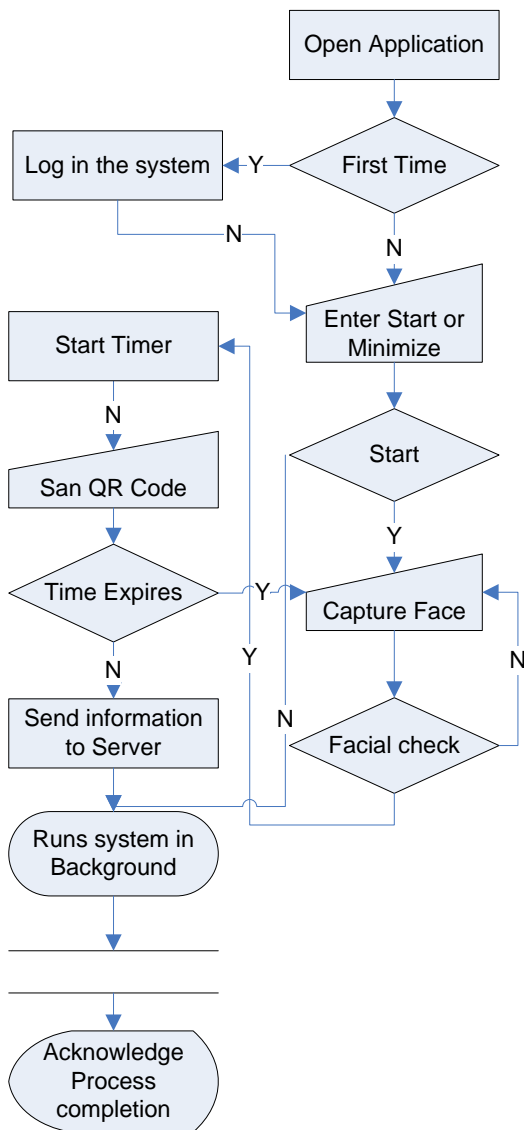 Open Application
First Time
Y
Log in the system
N
N
Enter Start or
Minimize
Start Timer
N
San QR Code
Start
Y
Time Expires
Y
Capture Face
N
Y
N
Send information
to Server
N
Facial check
Runs system in
Background
Acknowledge
Process
completion